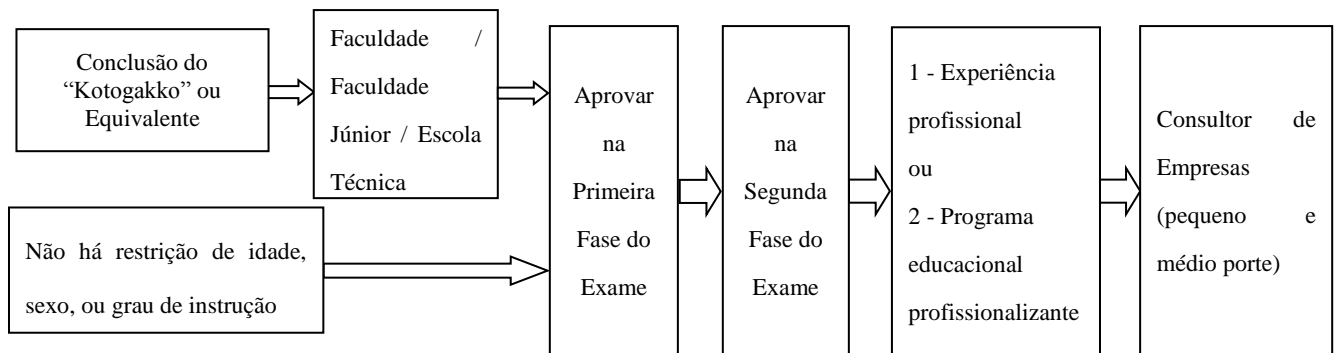 Conclusão do
“Kotogakko” ou
Equivalente
Faculdade /
Faculdade
Júnior / Escola
Técnica
Não há restrição de idade,
sexo, ou grau de instrução
Aprovar
na
Primeira
Fase do
Exame
Aprovar
na
Segunda
Fase do
Exame
1 - Experiência
profissional
ou
2 - Programa
educacional
profissionalizante
Consultor de
Empresas
(pequeno e
médio porte)